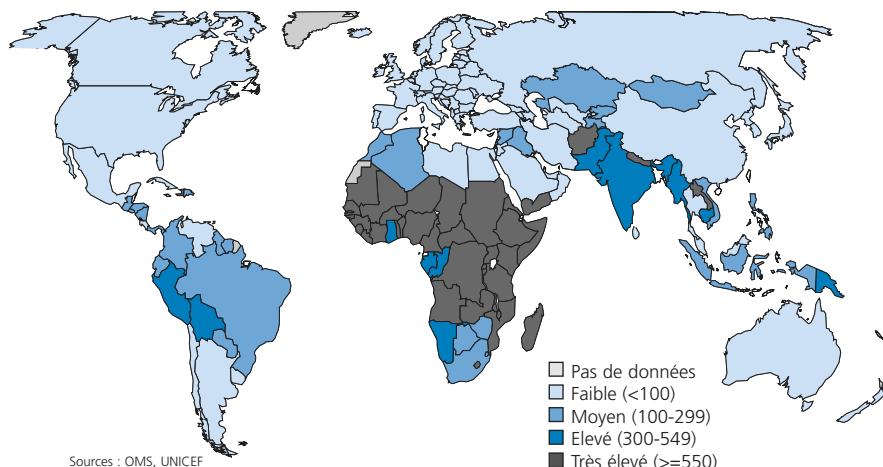 Pas de données
Faible (<100)
Moyen (100-299)
Elevé (300-549)
Très élevé (>=550)
Sources : OMS, UNICEF